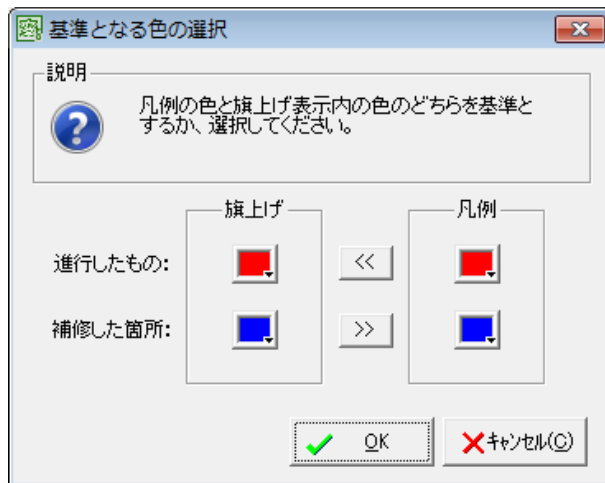 基準となる色の選択
説明
凡例の色と旗上げ表示内の色のどちらを基準と
するか、選択してください。
旗上げ
凡例
進行したもの:
<<
補修した箇所:
>>
OK
ｷｬﾝｾﾙ(C)